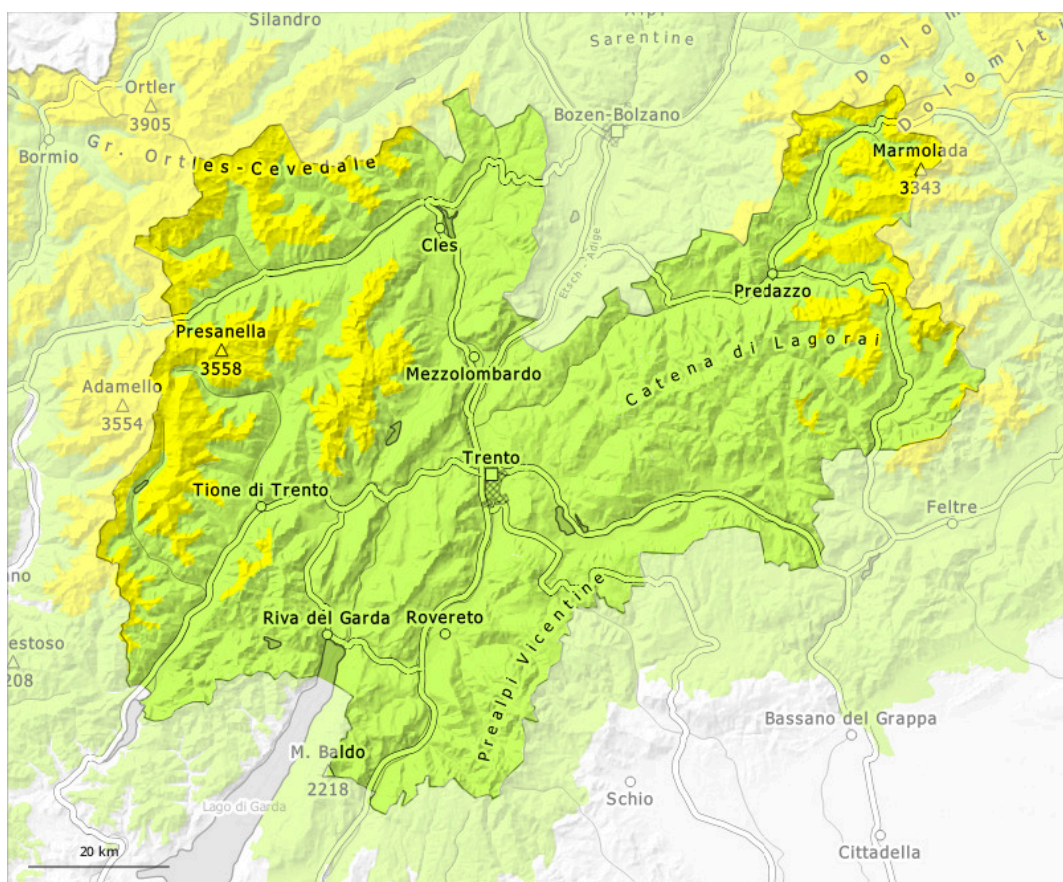 Silandro
Alpi
Sarentine
Dolomiti
Dolomiti
Ortler
3905
Bozen-Bolzano
Bormio
Gr. Ortles-Cevedale
Marmolada
3343
Cles
Etsch - Adige
Predazzo
Presanella
3558
Catena di Lagorai
Mezzolombardo
Adamello
3554
Trento
Tione di Trento
Feltre
Riva del Garda
Rovereto
Prealpi Vicentine
Bassano del Grappa
M. Baldo
2218
Lago di Garda
Schio
Cittadella
20 km